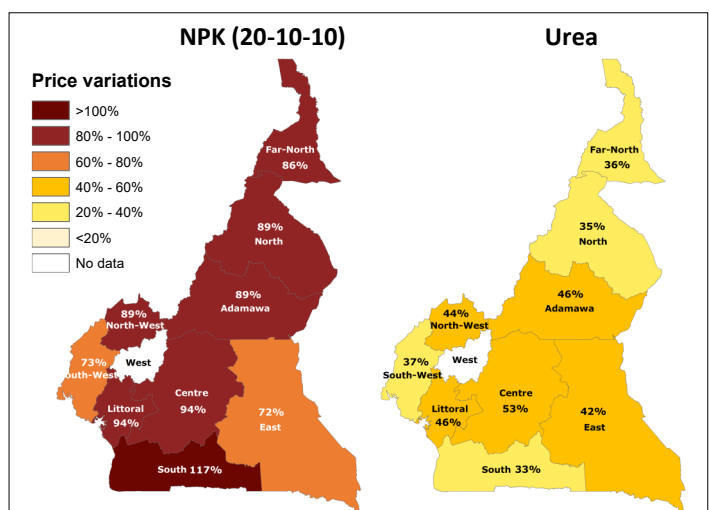 NPK (20-10-10)
Urea
Price variations
>100%
80% - 100%
60% - 80%
40% - 60%
20% - 40%
<20%
No data
Far-North
86%
89%
North
89%
Adamawa
89%
North-West
73%
South-West
West
Littoral
94%
Centre
94%
72%
East
South 117%
Far-North
36%
35%
North
46%
Adamawa
44%
North-West
37%
South-West
West
Littoral
46%
Centre
53%
42%
East
South 33%